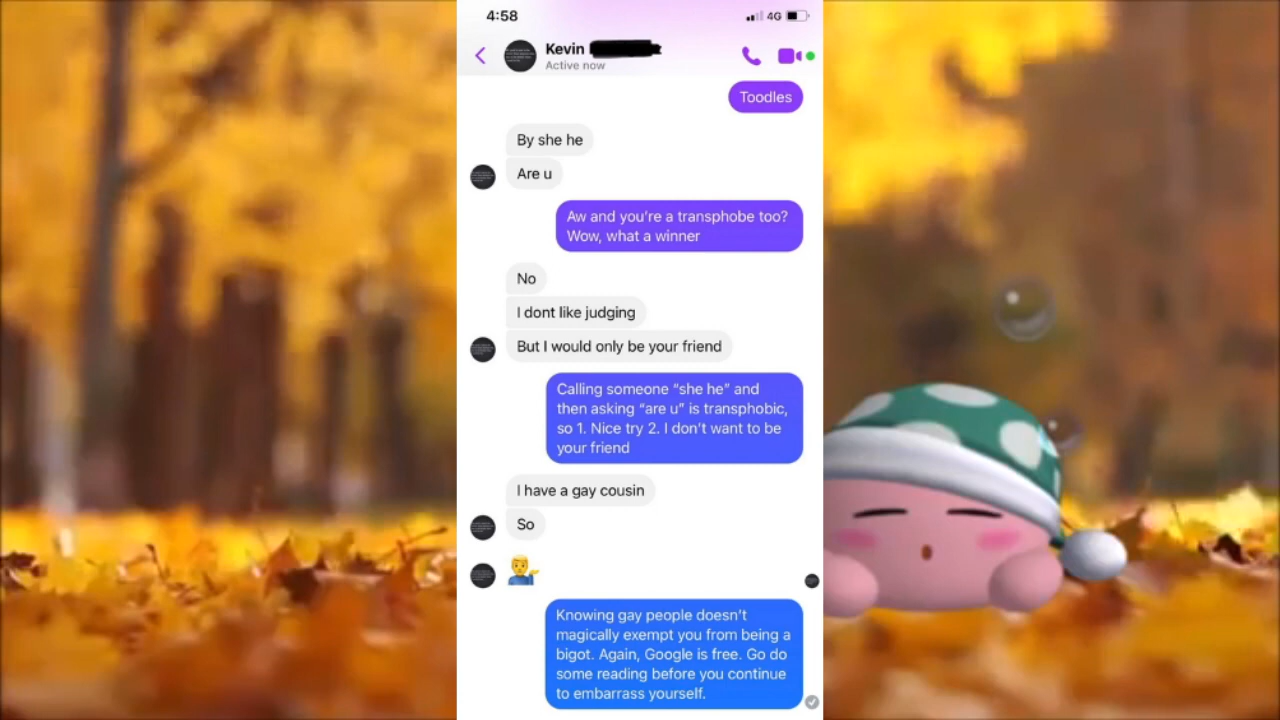 4:58
4G
Kevin
Active now
Toodles
By she he
Are u
Aw and you're a transphobe too?
Wow, what a winner
No
I dont like judging
But I would only be your friend
Calling someone “she he” and
then asking “are u” is transphobic,
so 1. Nice try 2. I don't want to be
your friend
I have a gay cousin
So
Knowing gay people doesn't
magically exempt you from being a
bigot. Again, Google is free. Go do
some reading before you continue
to embarrass yourself.